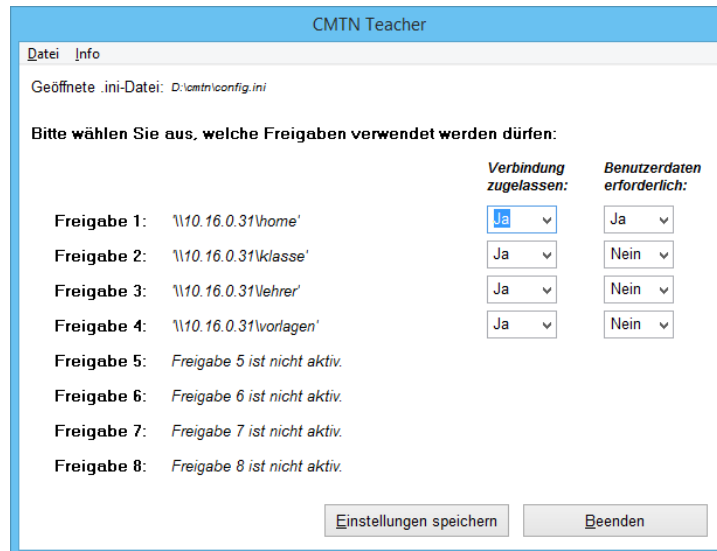 CMTN Teacher
Datei Info
Geöffnete .ini-Datei: D:\cmtn\config.ini
Bitte wählen Sie aus, welche Freigaben verwendet werden dürfen:
Verbindung zugelassen: Benutzerdaten erforderlich:
Freigabe 1: '\\10.16.0.31\home' Ja Ja
Freigabe 2: '\\10.16.0.31\klasse' Ja Nein
Freigabe 3: '\\10.16.0.31\lehrer' Ja Nein
Freigabe 4: '\\10.16.0.31\vorlagen' Ja Nein
Freigabe 5: Freigabe 5 ist nicht aktiv.
Freigabe 6: Freigabe 6 ist nicht aktiv.
Freigabe 7: Freigabe 7 ist nicht aktiv.
Freigabe 8: Freigabe 8 ist nicht aktiv.
Einstellungen speichern Beenden